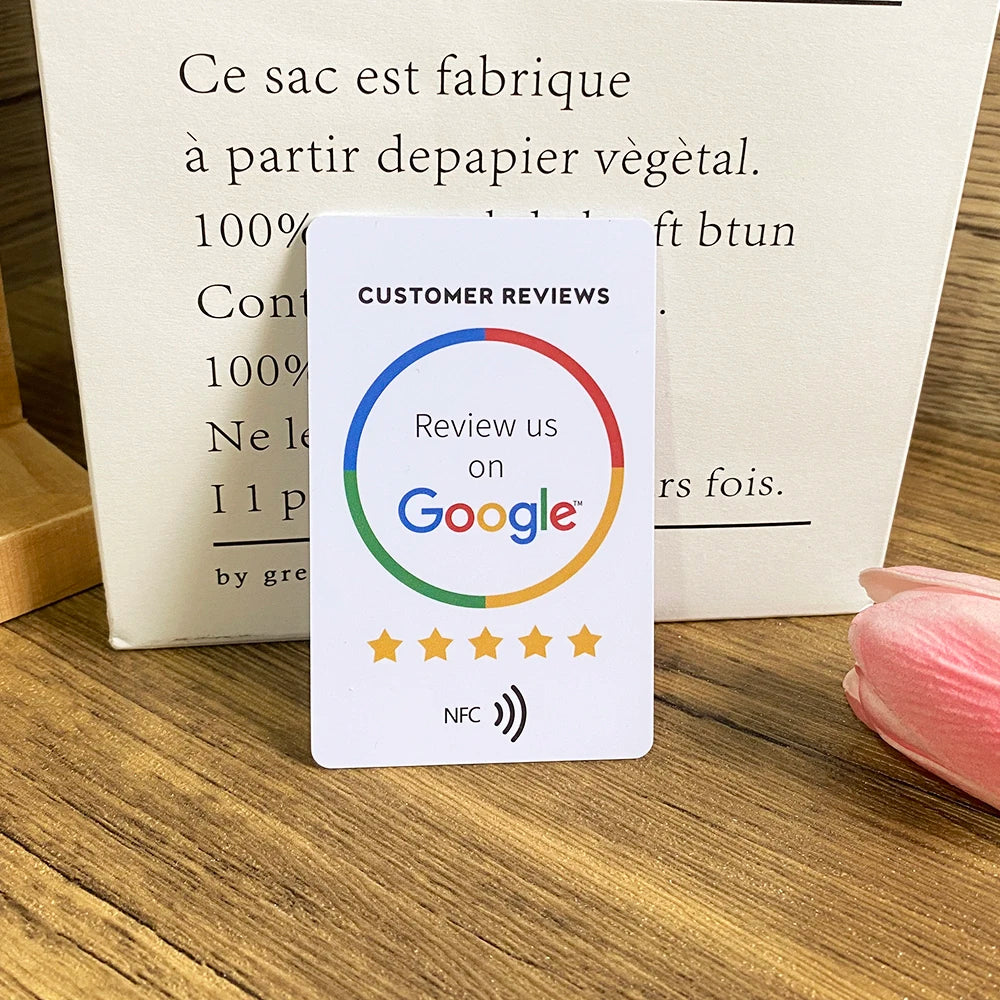 Ce sac est fabrique
à partir depapier vègètal.
100% ft btun
Cont .
100%
Ne le
I 1 p rs fois.
by gre
CUSTOMER REVIEWS
Review us
on
Google™
NFC